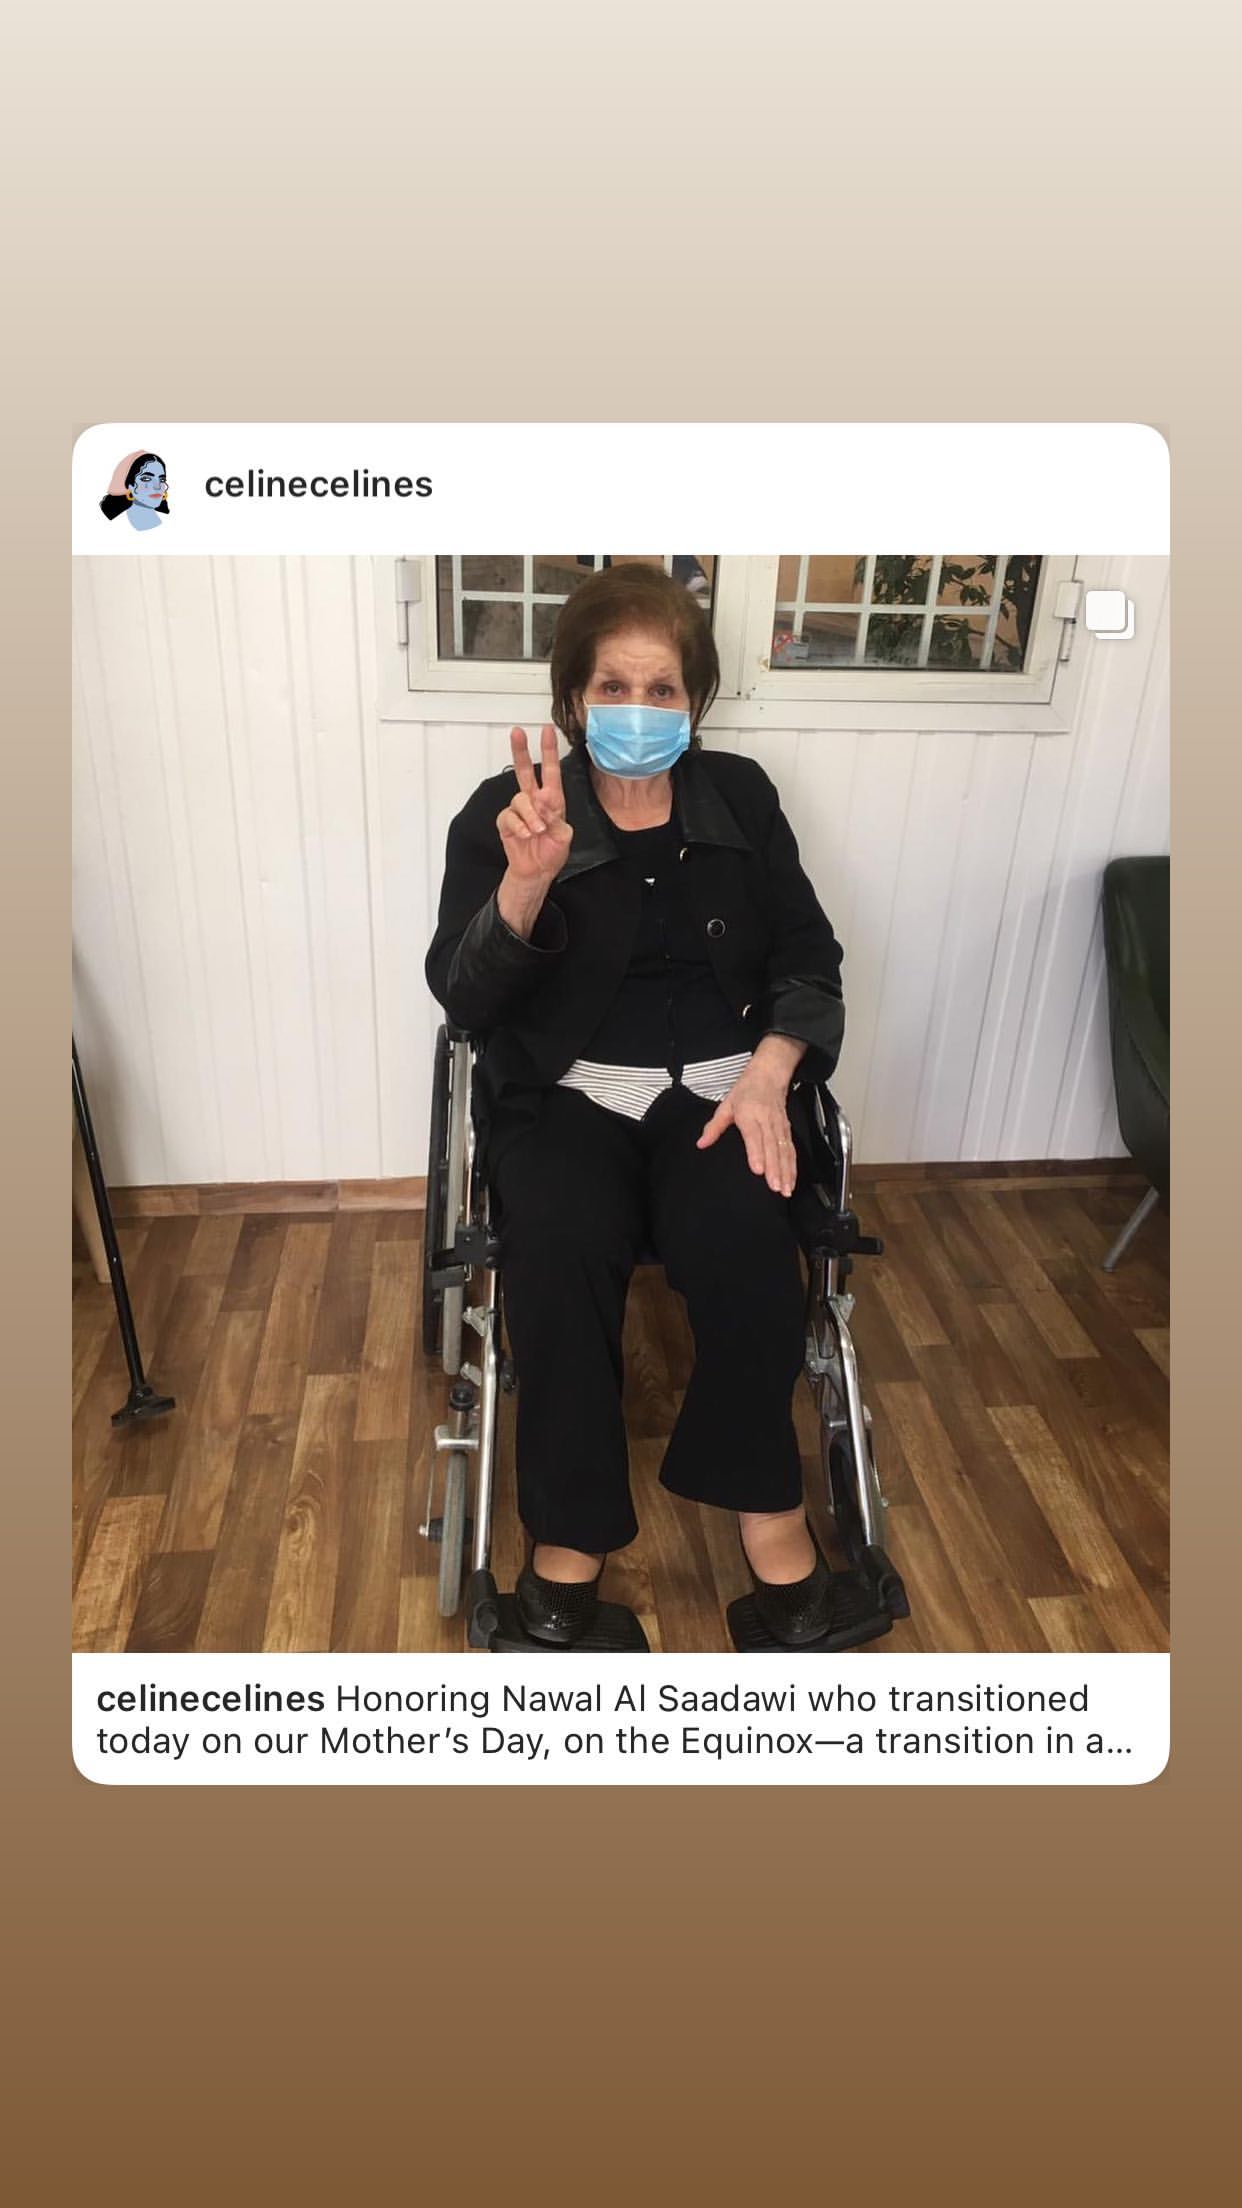 celinecelines
celinecelines Honoring Nawal Al Saadawi who transitioned
today on our Mother’s Day, on the Equinox—a transition in a...